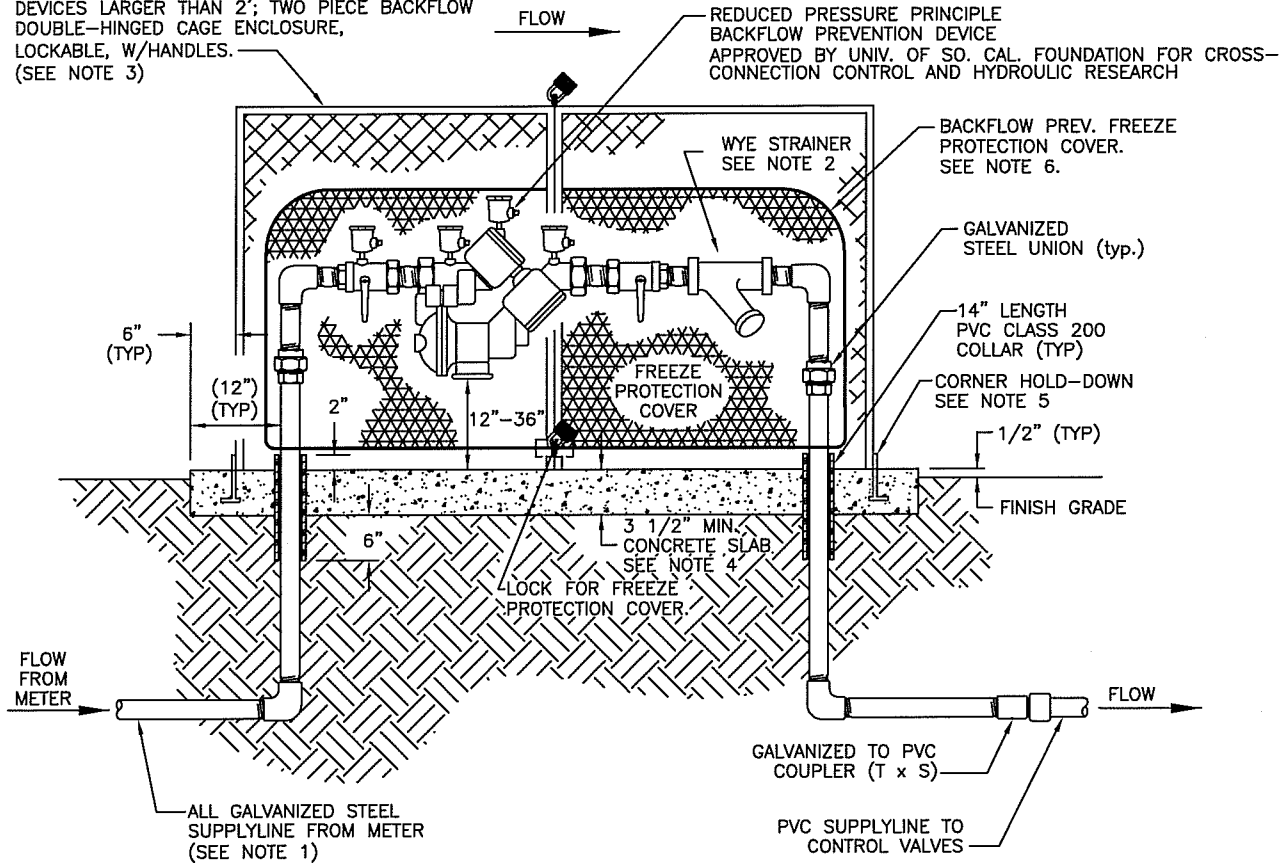 DEVICES LARGER THAN 2'; TWO PIECE BACKFLOW
DOUBLE-HINGED CAGE ENCLOSURE,
LOCKABLE, W/HANDLES.
(SEE NOTE 3)
FLOW
REDUCED PRESSURE PRINCIPLE
BACKFLOW PREVENTION DEVICE
APPROVED BY UNIV. OF SO. CAL. FOUNDATION FOR CROSS-
CONNECTION CONTROL AND HYDROULIC RESEARCH
WYE STRAINER
SEE NOTE 2
BACKFLOW PREV. FREEZE
PROTECTION COVER.
SEE NOTE 6.
GALVANIZED
STEEL UNION (typ.)
14" LENGTH
PVC CLASS 200
COLLAR (TYP)
CORNER HOLD-DOWN
SEE NOTE 5
1/2" (TYP)
FINISH GRADE
6"
(TYP)
(12")
(TYP)
2"
12"-36"
FREEZE
PROTECTION
COVER
6"
3 1/2" MIN.
CONCRETE SLAB
SEE NOTE 4
LOCK FOR FREEZE
PROTECTION COVER.
FLOW
FROM
METER
FLOW
GALVANIZED TO PVC
COUPLER (T x S)
ALL GALVANIZED STEEL
SUPPLYLINE FROM METER
(SEE NOTE 1)
PVC SUPPLYLINE TO
CONTROL VALVES